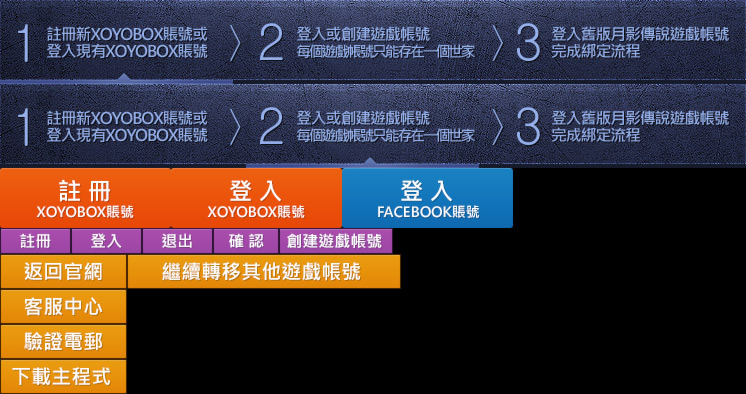 1 註冊新XOYOBOX賬號或
登入現有XOYOBOX賬號
2 登入或創建遊戲帳號
每個遊戲帳號只能存在一個世家
3 登入舊版月影傳說遊戲帳號
完成綁定流程
1 註冊新XOYOBOX賬號或
登入現有XOYOBOX賬號
2 登入或創建遊戲帳號
每個遊戲帳號只能存在一個世家
3 登入舊版月影傳說遊戲帳號
完成綁定流程
註冊
XOYOBOX賬號
登入
XOYOBOX賬號
登入
FACEBOOK賬號
註冊 登入 退出 確認 創建遊戲帳號
返回官網 繼續轉移其他遊戲帳號
客服中心
驗證電郵
下載主程式